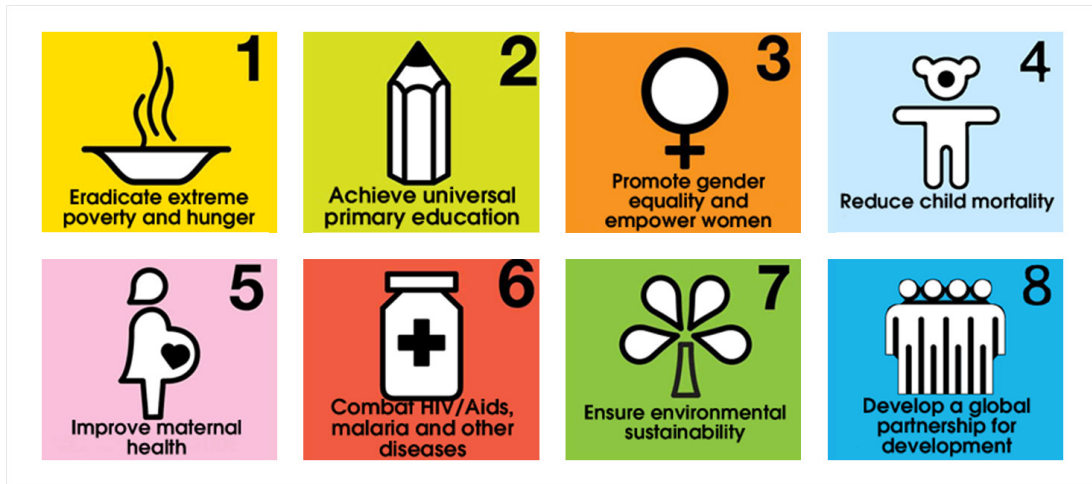 1
Eradicate extreme
poverty and hunger
2
Achieve universal
primary education
3
Promote gender
equality and
empower women
4
Reduce child mortality
5
Improve maternal
health
6
Combat HIV/Aids,
malaria and other
diseases
7
Ensure environmental
sustainability
8
Develop a global
partnership for
development